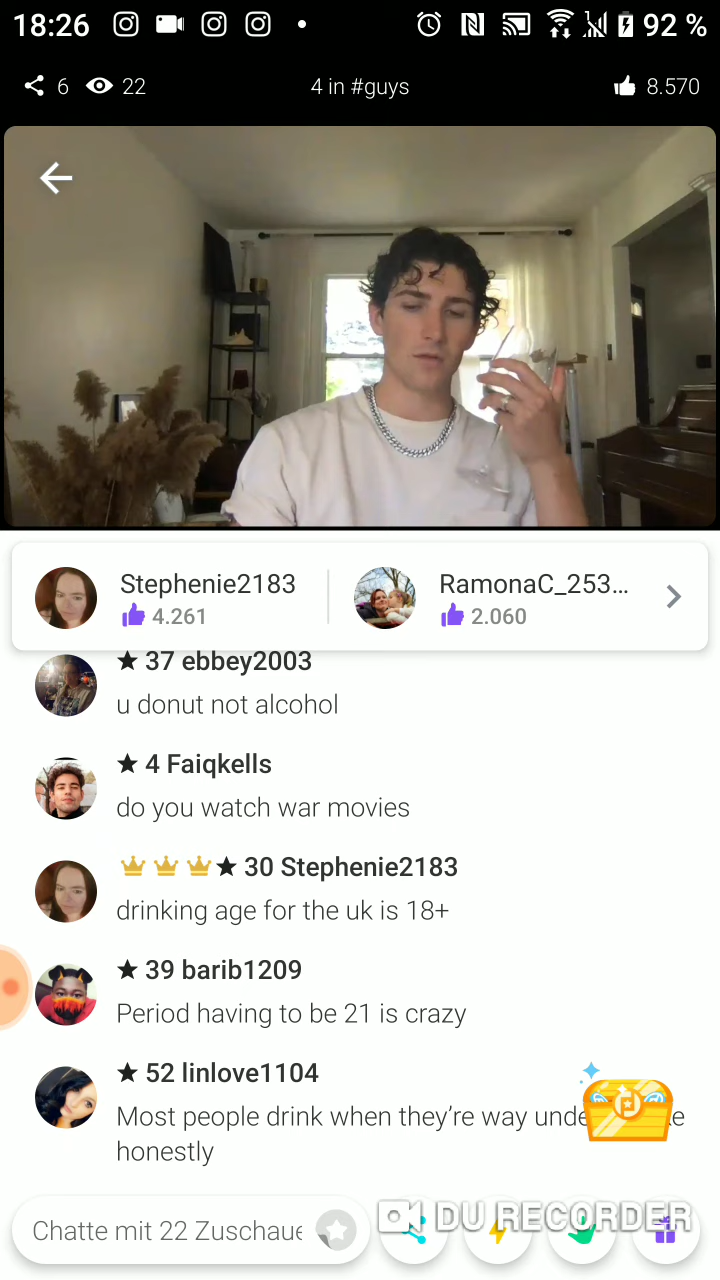 18:26 92 %
6 22 4 in #guys 8.570
Stephenie2183 RamonaC_253...
4.261 2.060
★ 37 ebbey2003
u donut not alcohol
★ 4 Faiqkells
do you watch war movies
★ 30 Stephenie2183
drinking age for the uk is 18+
★ 39 barib1209
Period having to be 21 is crazy
★ 52 linlove1104
Most people drink when they're way
honestly
Chatte mit 22 Zuschaue
DU RECORDER